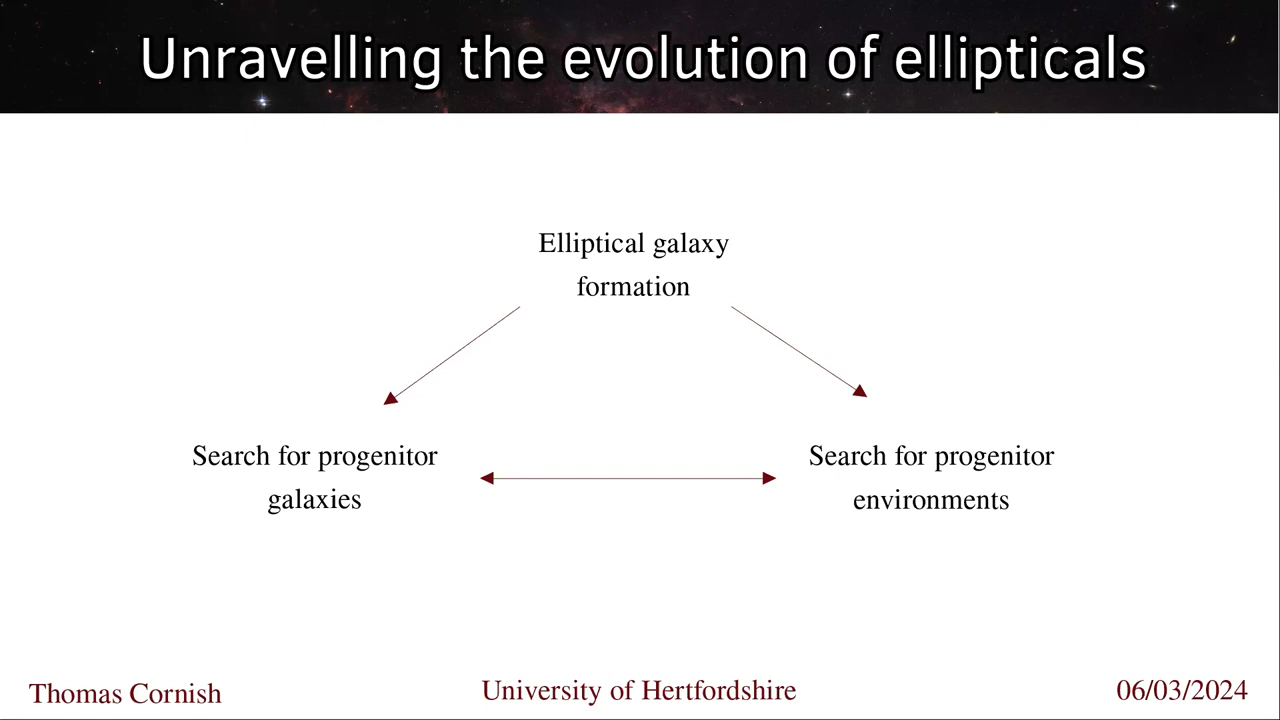 Unravelling the evolution of ellipticals
Elliptical galaxy
formation
Search for progenitor
galaxies
Search for progenitor
environments
Thomas Cornish
University of Hertfordshire
06/03/2024